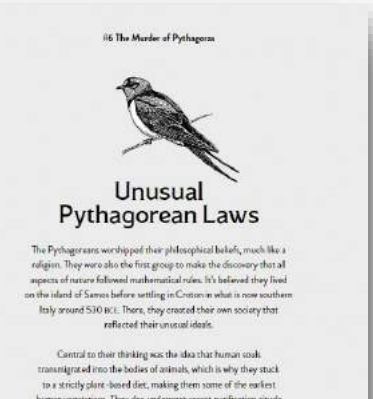 #6 The Murder of Pythagoras
Unusual
Pythagorean Laws
The Pythagoreans worshipped their philosophical beliefs, much like a
religion. They were also the first group to make the discovery that all
aspects of nature followed mathematical rules. It's believed they lived
on the island of Samos before settling in Croton in what is now southern
Italy around 530 BCE. There, they created their own society that
reflected their unusual ideals.
Central to their thinking was the idea that human souls
transmigrated into the bodies of animals, which is why they stuck
to a strictly plant-based diet, making them some of the earliest